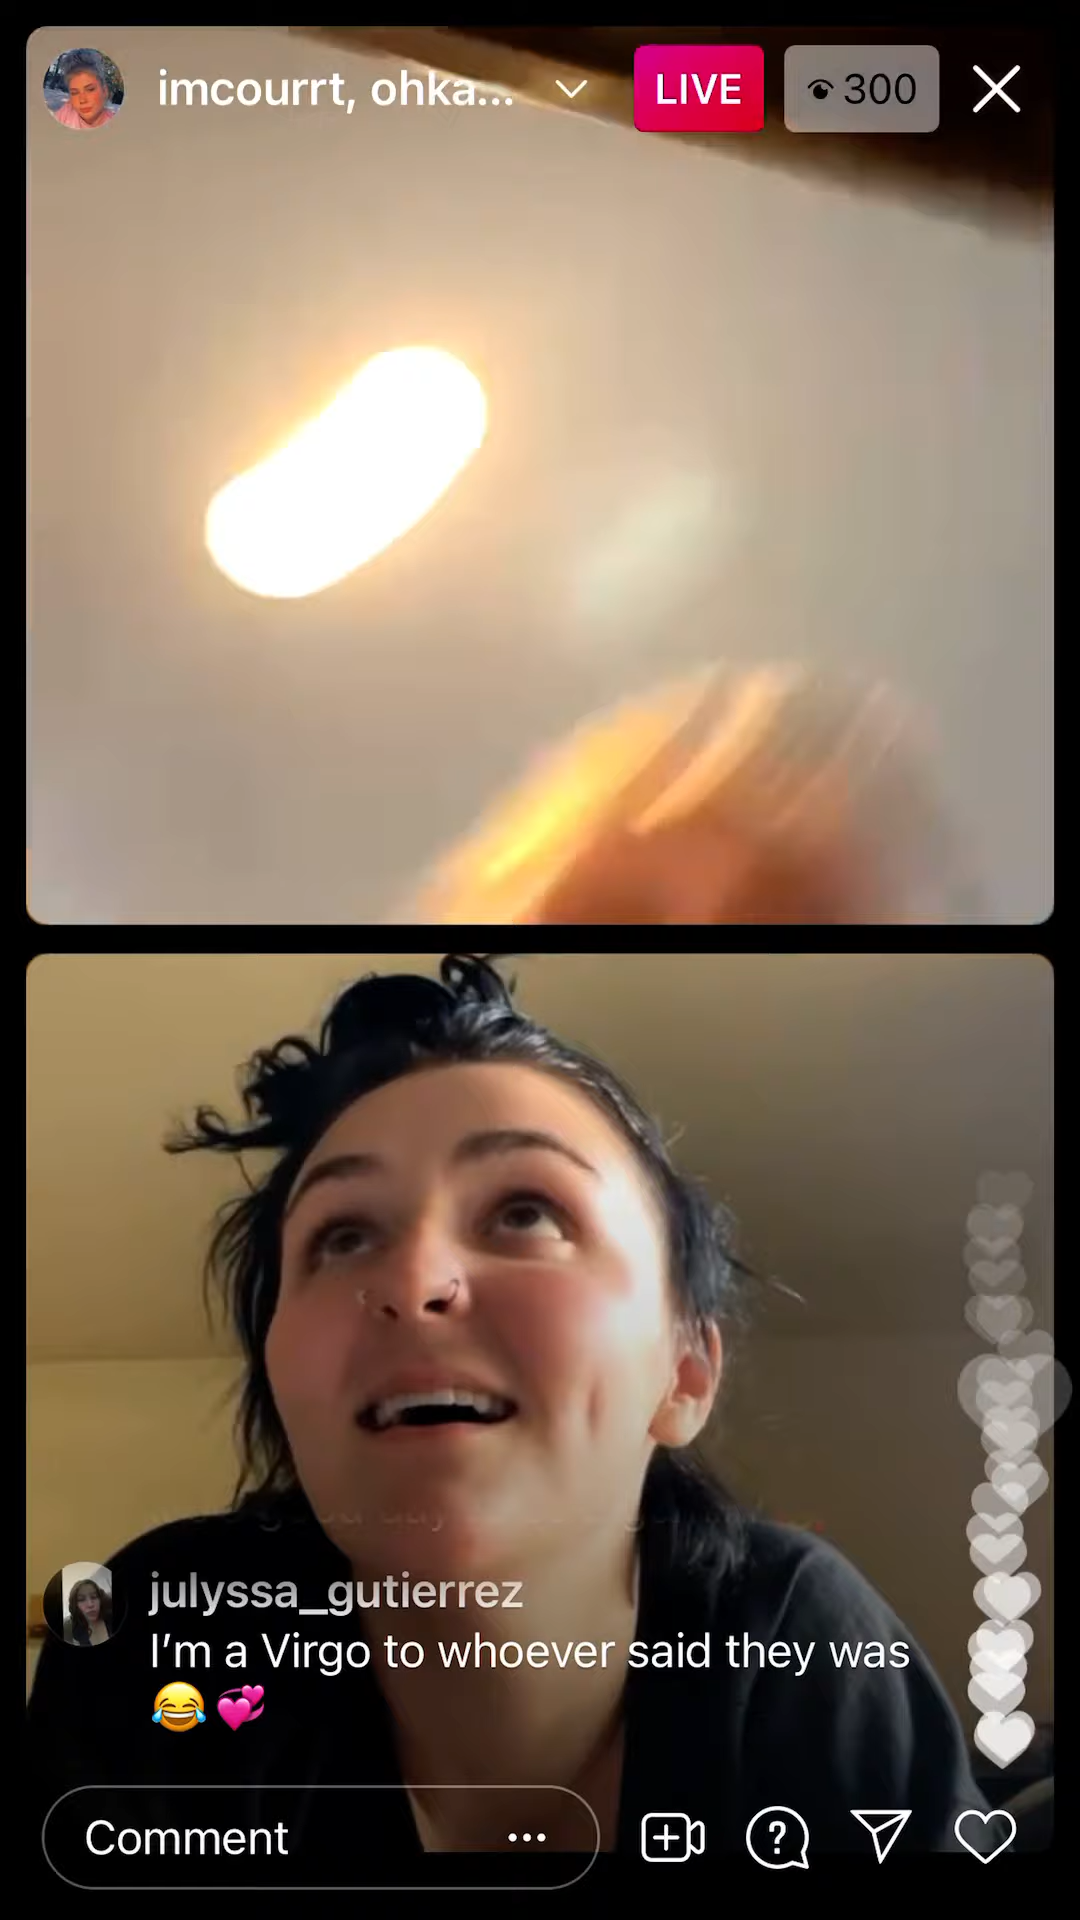 imcourrt, ohka...
LIVE
300
julyssa_gutierrez
I'm a Virgo to whoever said they was
😂 💞
Comment